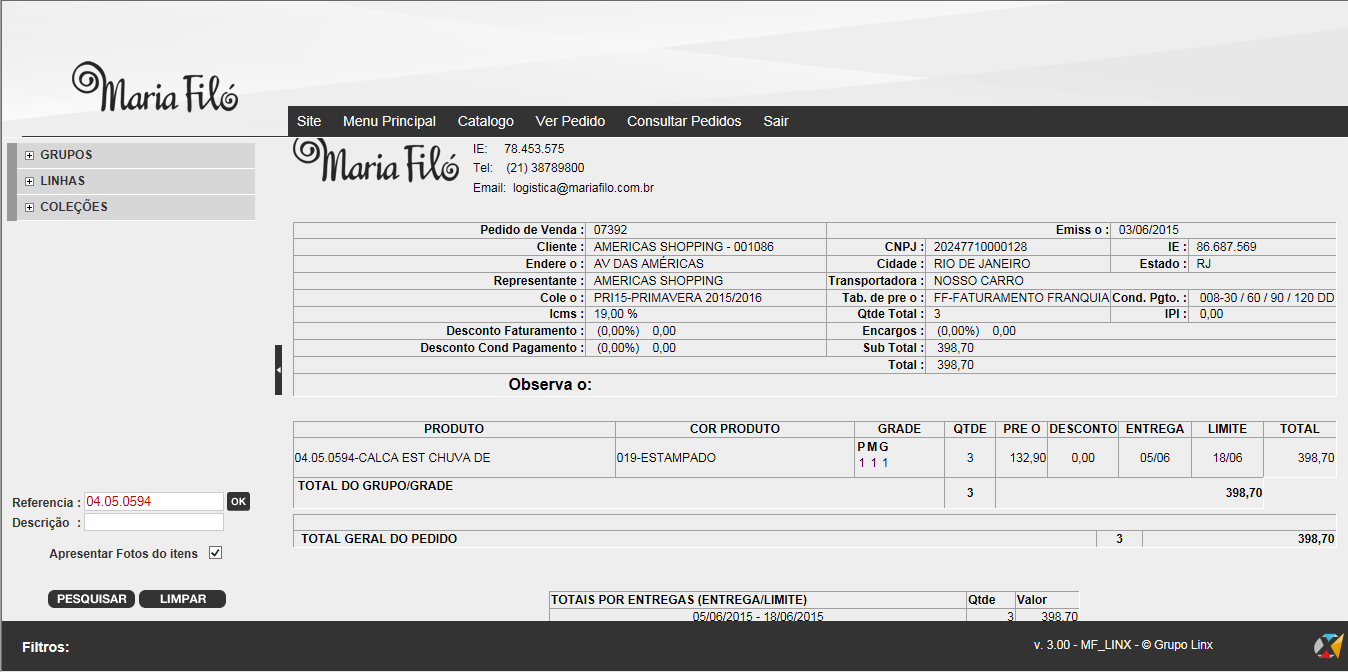 Maria Filó
Site Menu Principal Catalogo Ver Pedido Consultar Pedidos Sair
GRUPOS
LINHAS
COLEÇÕES
Referencia : 04.05.0594 OK
Descrição :
Apresentar Fotos do itens
PESQUISAR LIMPAR
Maria Filó
IE: 78.453.575
Tel: (21) 38789800
Email: logistica@mariafilo.com.br
Pedido de Venda : 07392 Emiss o : 03/06/2015
Cliente : AMERICAS SHOPPING - 001086 CNPJ : 20247710000128 IE : 86.687.569
Endere o : AV DAS AMÉRICAS Cidade : RIO DE JANEIRO Estado : RJ
Representante : AMERICAS SHOPPING Transportadora : NOSSO CARRO
Cole o : PRI15-PRIMAVERA 2015/2016 Tab. de pre o : FF-FATURAMENTO FRANQUIA Cond. Pgto. : 008-30 / 60 / 90 / 120 DD
Icms : 19,00 % Qtde Total : 3 IPI : 0,00
Desconto Faturamento : (0,00%) 0,00 Encargos : (0,00%) 0,00
Desconto Cond Pagamento : (0,00%) 0,00 Sub Total : 398,70
Total : 398,70
Observa o:
PRODUTO COR PRODUTO GRADE QTDE PRE O DESCONTO ENTREGA LIMITE TOTAL
P M G
04.05.0594-CALCA EST CHUVA DE 019-ESTAMPADO 1 1 1 3 132,90 0,00 05/06 18/06 398,70
TOTAL DO GRUPO/GRADE 3 398,70
TOTAL GERAL DO PEDIDO 3 398,70
TOTAIS POR ENTREGAS (ENTREGA/LIMITE) Qtde Valor
05/06/2015 - 18/06/2015 3 398,70
Filtros: v. 3.00 - MF_LINX - © Grupo Linx